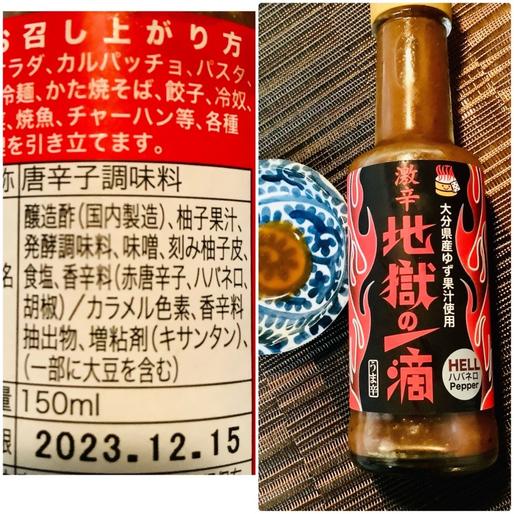 お召し上がり方
サラダ、カルパッチョ、パスタ、
冷麺、かた焼そば、餃子、冷奴、
、焼魚、チャーハン等、各種
を引き立てます。
称 唐辛子調味料
醸造酢(国内製造)、柚子果汁、
発酵調味料、味噌、刻み柚子皮、
名 食塩、香辛料(赤唐辛子、ハバネロ、
胡椒)/カラメル色素、香辛料
抽出物、増粘剤(キサンタン)、
(一部に大豆を含む)
量 150ml
限 2023.12.15
激辛
地獄の一滴
大分県産ゆず果汁使用
うま辛
HELL
ハバネロ
Pepper